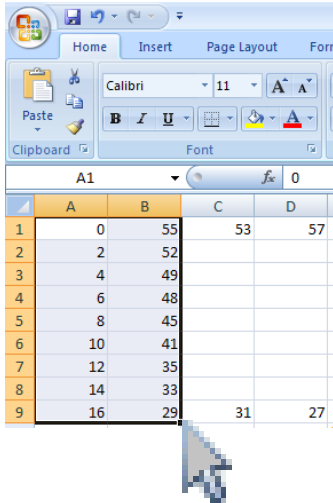 Home Insert Page Layout For
Calibri 11 A A
Paste B I U A
Clipboard Font
A1 fx 0
A B C D
1 0 55 53 57
2 2 52
3 4 49
4 6 48
5 8 45
6 10 41
7 12 35
8 14 33
9 16 29 31 27